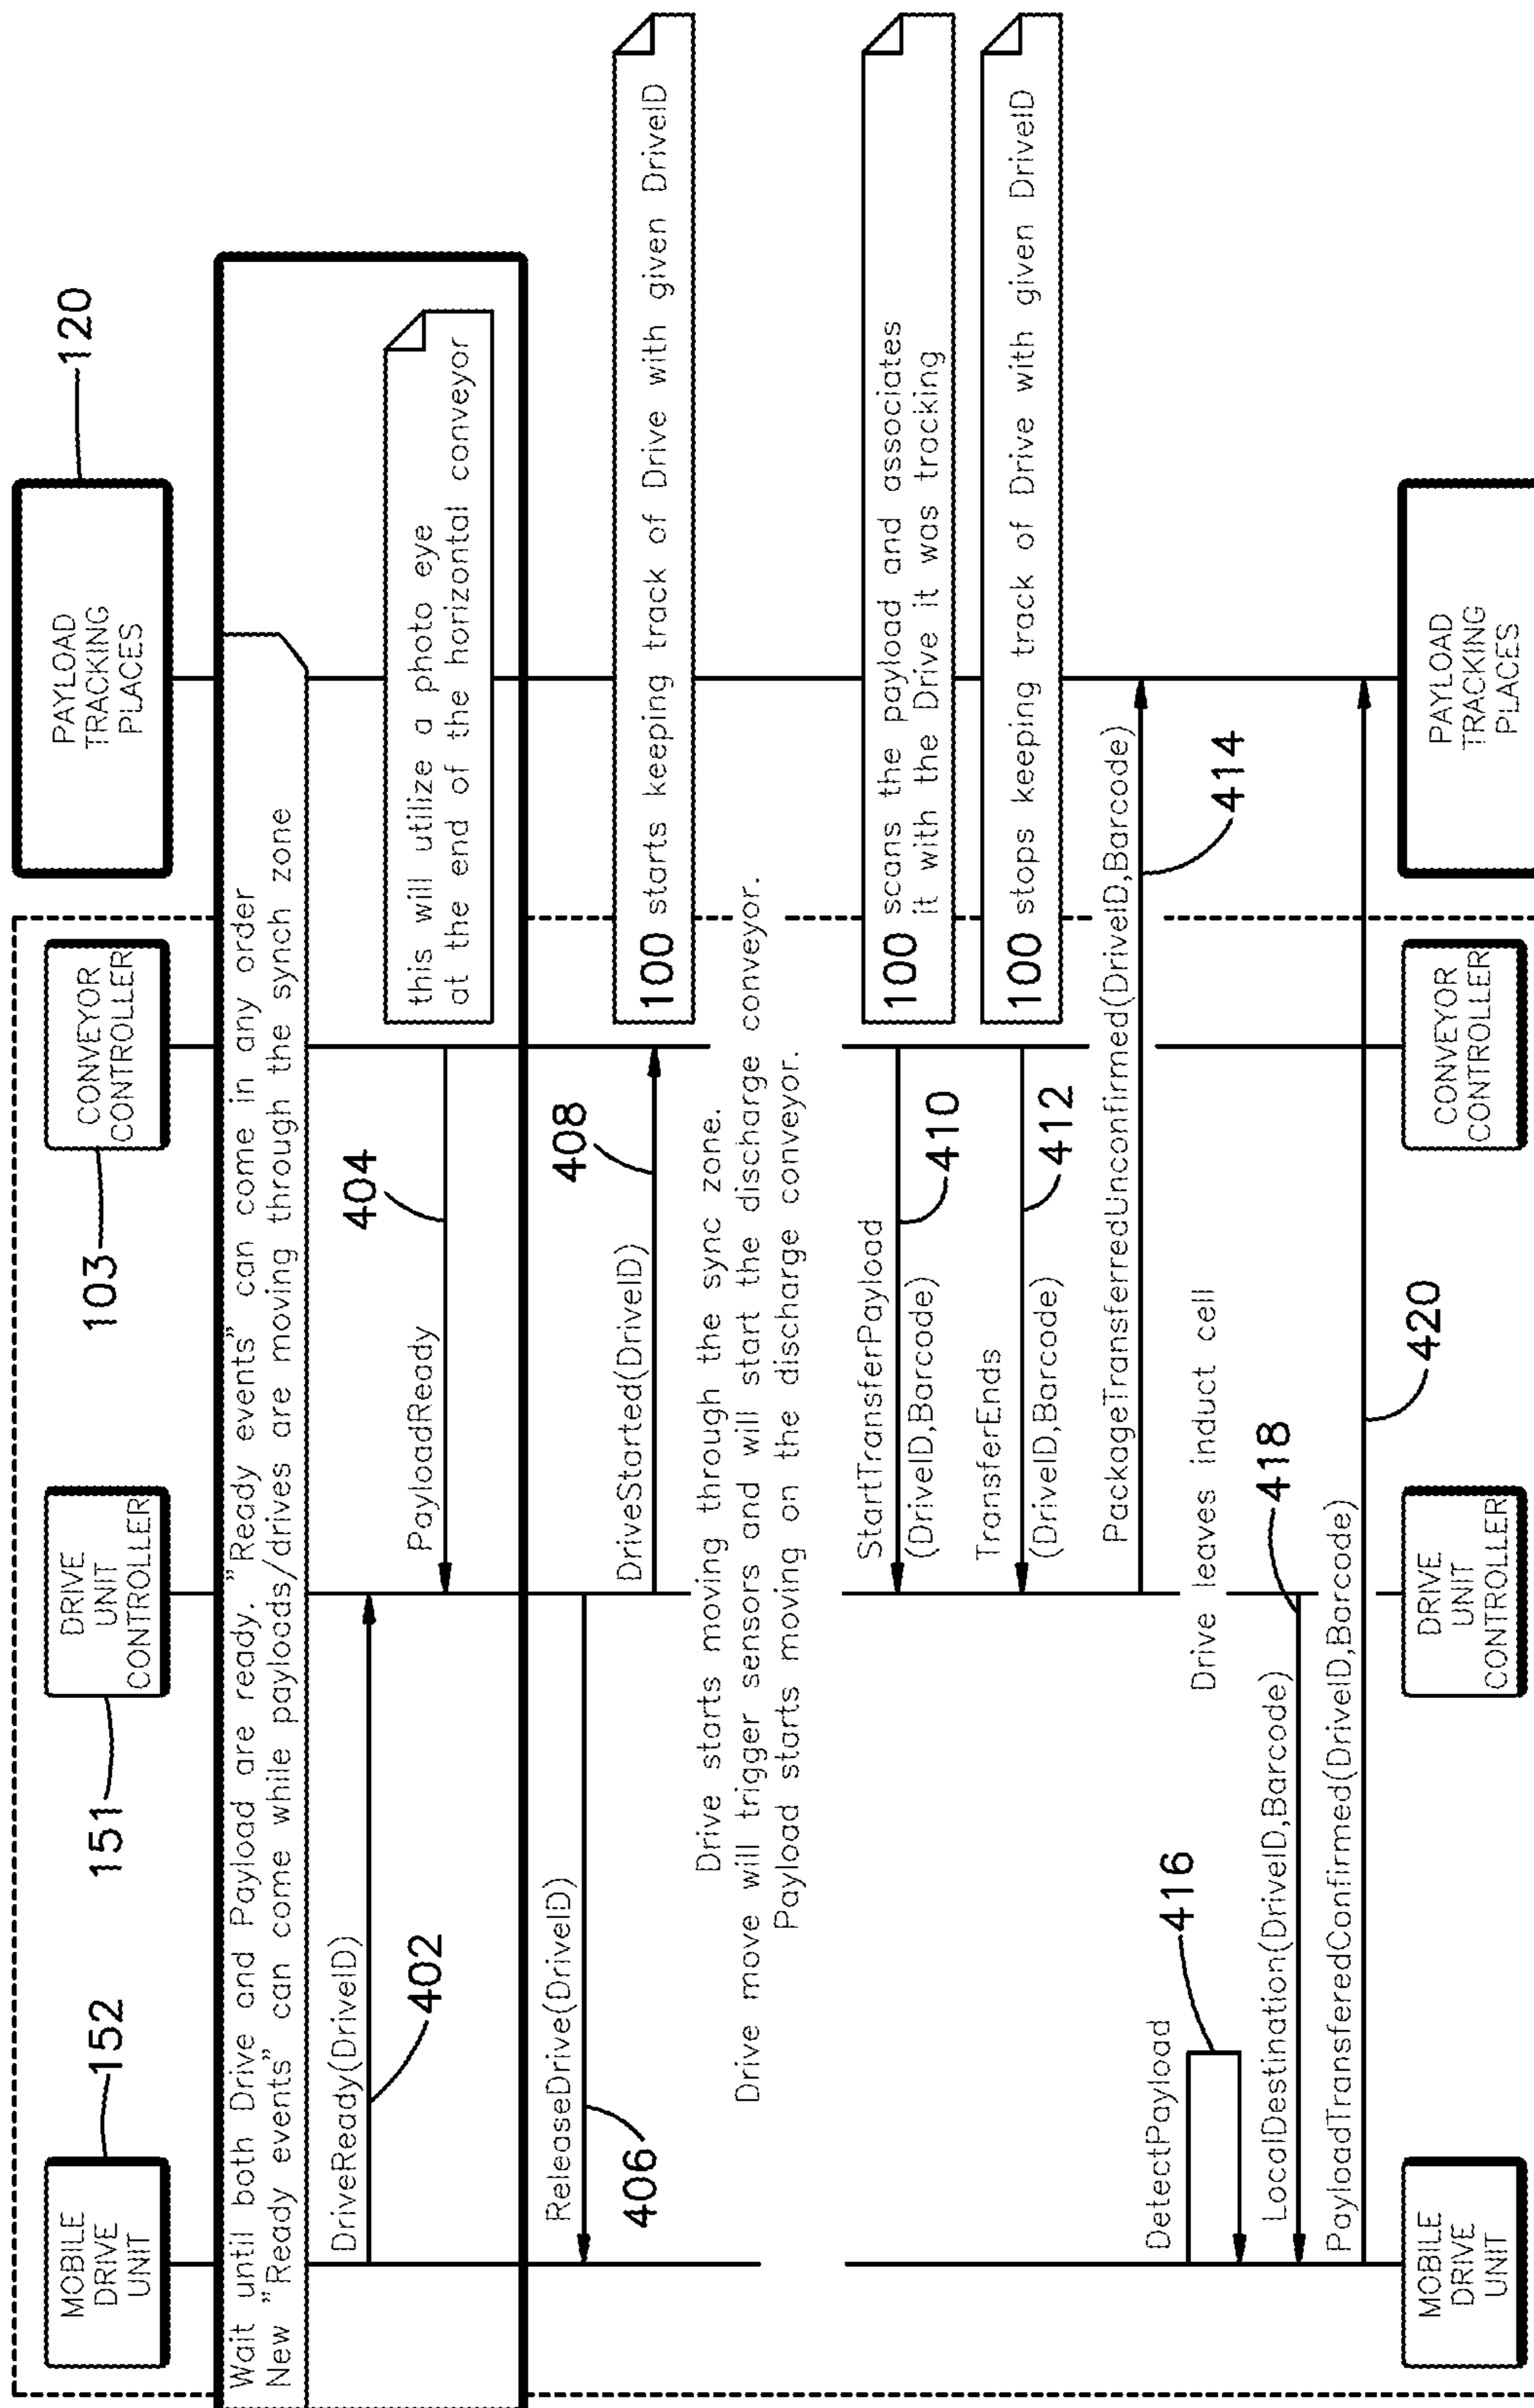 MOBILE
DRIVE
UNIT
152
DRIVE
UNIT
CONTROLLER
151
CONVEYOR
CONTROLLER
103
PAYLOAD
TRACKING
PLACES
120
Wait until both Drive and Payload are ready. "Ready events" can come in any order
New "Ready events" can come while payloads/drives are moving through the synch zone
DriveReady(DriveID)
402
404
PayloadReady
this will utilize a photo eye
at the end of the horizontal conveyor
ReleaseDrive(DriveID)
406
408
DriveStarted(DriveID)
100 starts keeping track of Drive with given DriveID
Drive starts moving through the sync zone.
Drive move will trigger sensors and will start the discharge conveyor.
Payload starts moving on the discharge conveyor.
StartTransferPayload
(DriveID,Barcode)
410
100 scans the payload and associates
it with the Drive it was tracking
TransferEnds
(DriveID,Barcode)
412
100 stops keeping track of Drive with given DriveID
PackageTransferredUnconfirmed(DriveID,Barcode)
414
DetectPayload
416
Drive leaves induct cell
LocalDestination(DriveID,Barcode)
418
PayloadTransferedConfirmed(DriveID,Barcode)
420
MOBILE
DRIVE
UNIT
DRIVE
UNIT
CONTROLLER
CONVEYOR
CONTROLLER
PAYLOAD
TRACKING
PLACES